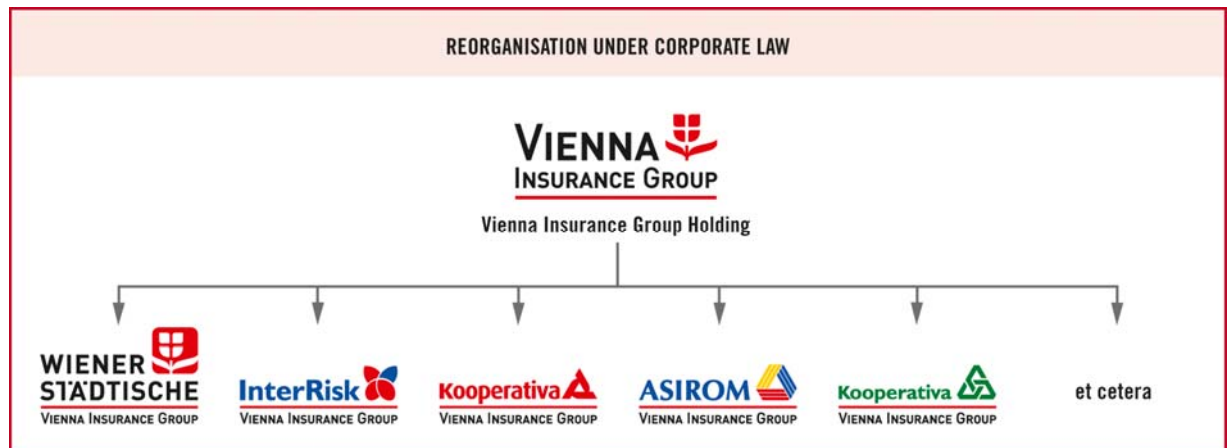 REORGANISATION UNDER CORPORATE LAW
VIENNA
INSURANCE GROUP
Vienna Insurance Group Holding
WIENER
STÄDTISCHE
VIENNA INSURANCE GROUP
InterRisk
VIENNA INSURANCE GROUP
Kooperativa
VIENNA INSURANCE GROUP
ASIROM
VIENNA INSURANCE GROUP
Kooperativa
VIENNA INSURANCE GROUP
et cetera